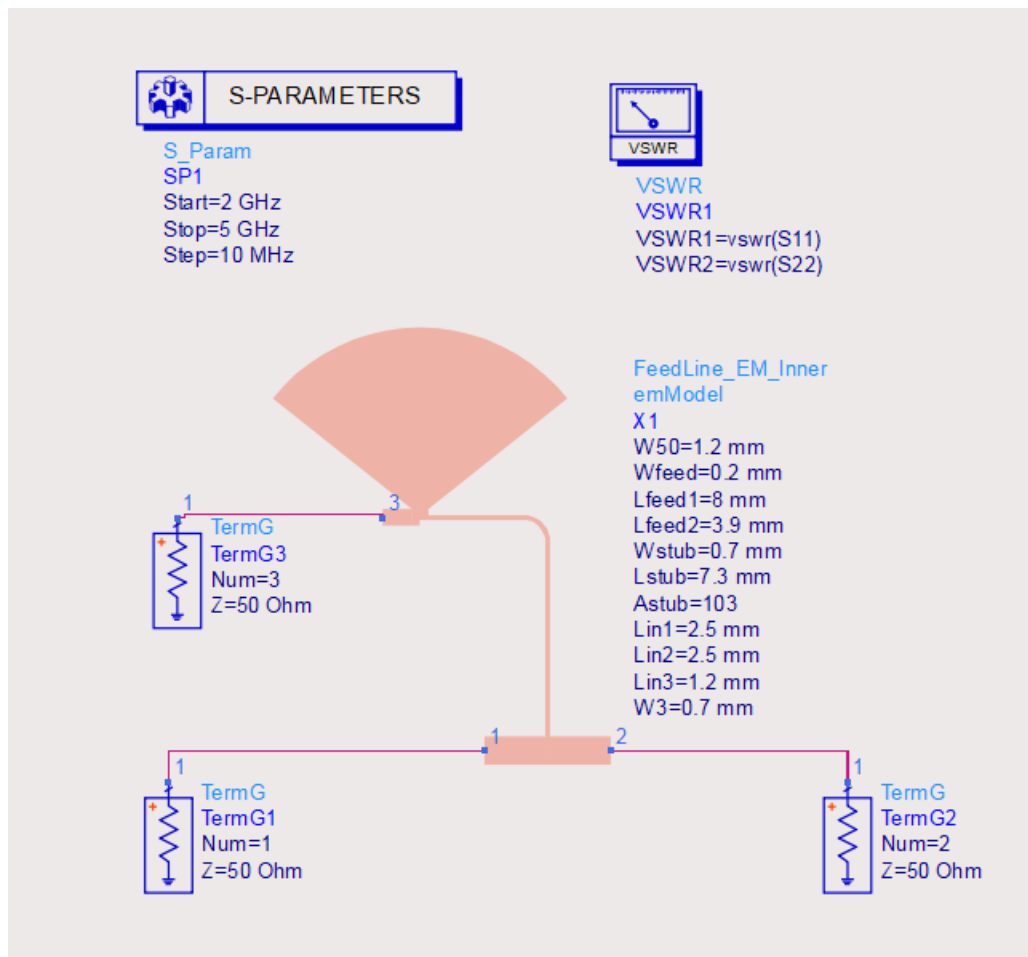 S-PARAMETERS
S_Param
SP1
Start=2 GHz
Stop=5 GHz
Step=10 MHz
VSWR
VSWR
VSWR1
VSWR1=vswr(S11)
VSWR2=vswr(S22)
FeedLine_EM_Inner
emModel
X1
W50=1.2 mm
Wfeed=0.2 mm
Lfeed1=8 mm
Lfeed2=3.9 mm
Wstub=0.7 mm
Lstub=7.3 mm
Astub=103
Lin1=2.5 mm
Lin2=2.5 mm
Lin3=1.2 mm
W3=0.7 mm
1
3
TermG
TermG3
Num=3
Z=50 Ohm
1
2
1
TermG
TermG1
Num=1
Z=50 Ohm
1
TermG
TermG2
Num=2
Z=50 Ohm